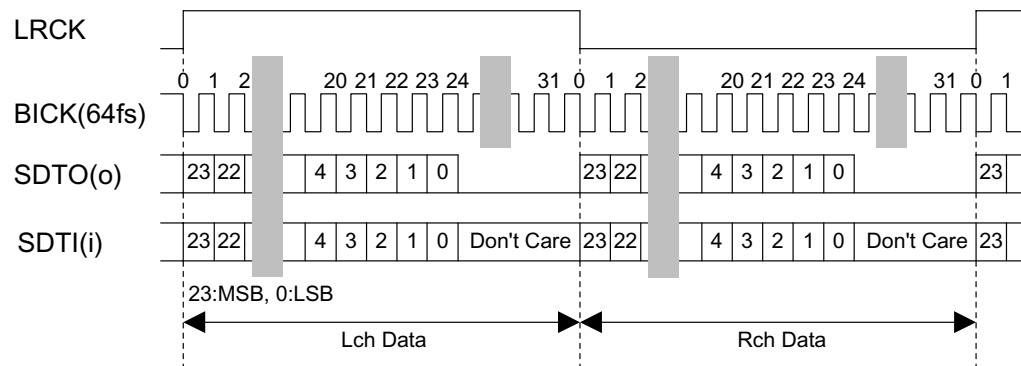 LRCK
0 1 2 20 21 22 23 24 31 0 1 2 20 21 22 23 24 31 0 1
BICK(64fs)
SDTO(o) 23 22 4 3 2 1 0 23 22 4 3 2 1 0 23
SDTI(i) 23 22 4 3 2 1 0 Don't Care 23 22 4 3 2 1 0 Don't Care 23
23:MSB, 0:LSB
Lch Data Rch Data